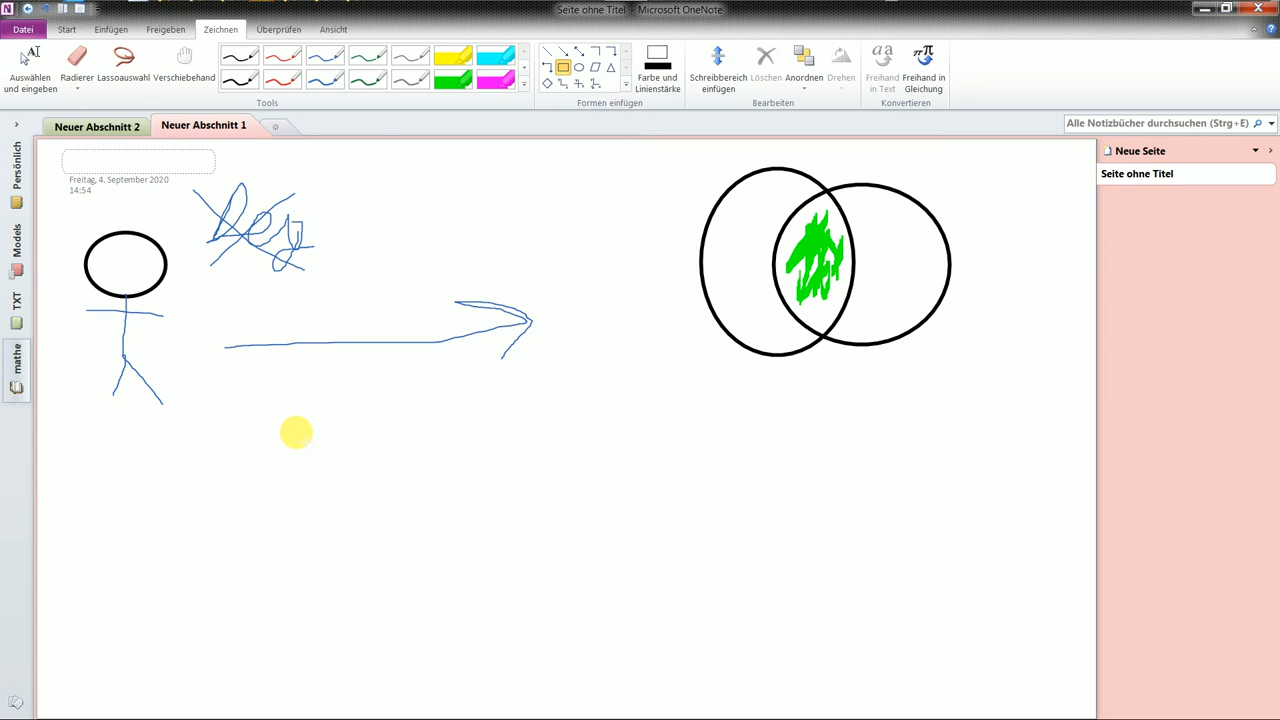 Seite ohne Titel - Microsoft OneNote
Datei Start Einfügen Freigeben Zeichnen Überprüfen Ansicht
Auswählen und eingeben
Radierer
Lassoauswahl
Verschiebehand
Farbe und Linienstärke
Schreibbereich einfügen
Löschen
Anordnen
Drehen
Freihand in Text
Freihand in Gleichung
Tools
Formen einfügen
Bearbeiten
Konvertieren
Neuer Abschnitt 2
Neuer Abschnitt 1
Alle Notizbücher durchsuchen (Strg+E)
Persönlich
Models
TXT
mathe
Freitag, 4. September 2020
14:54
Neue Seite
Seite ohne Titel